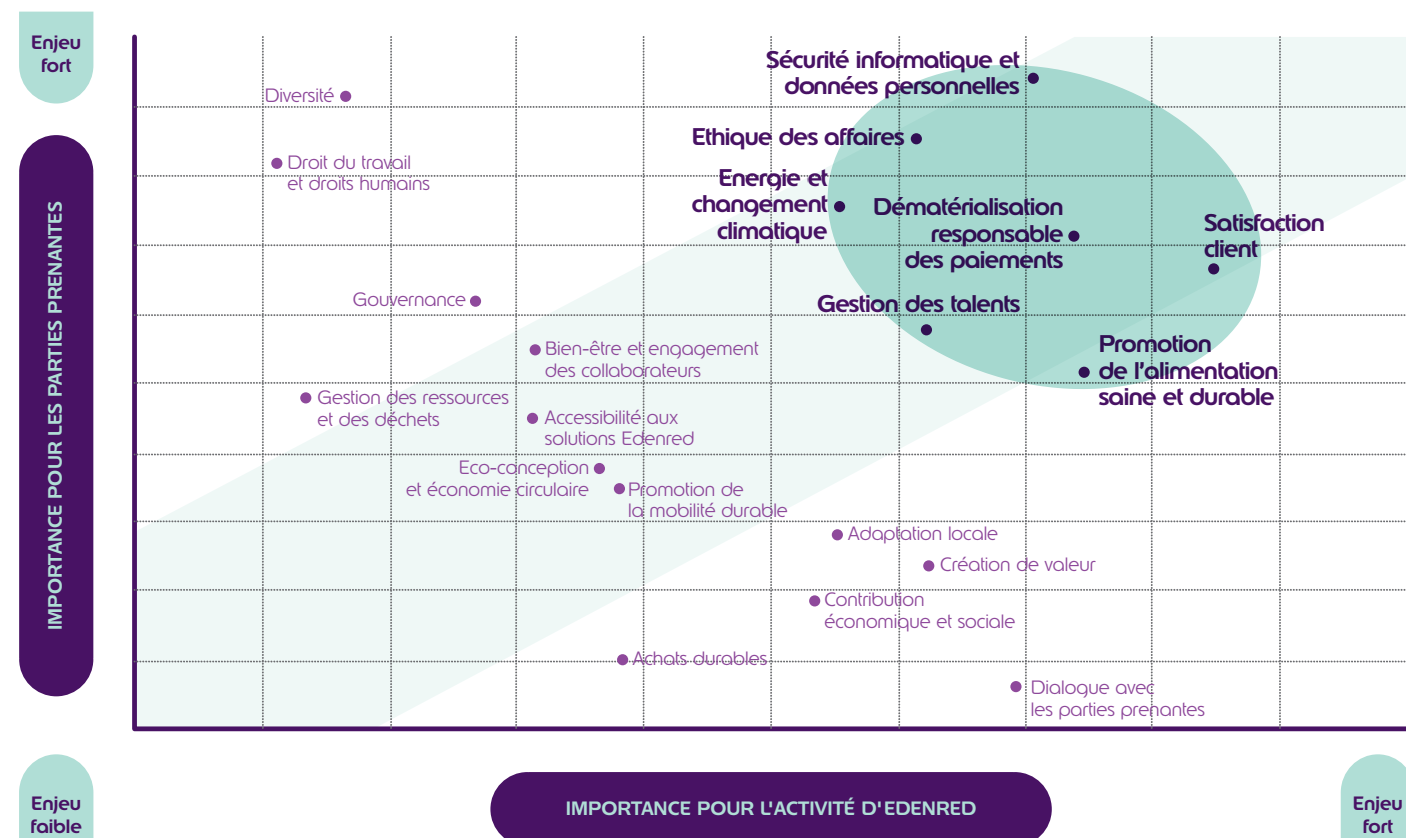 Enjeu
fort
IMPORTANCE POUR LES PARTIES PRENANTES
Sécurité informatique et
données personnelles
Diversité
Ethique des affaires
Droit du travail
et droits humains
Energie et
changement
climatique
Dématérialisation
responsable
des paiements
Satisfaction
client
Gouvernance
Gestion des talents
Bien-être et engagement
des collaborateurs
Promotion
de l'alimentation
saine et durable
Gestion des ressources
et des déchets
Accessibilité aux
solutions Edenred
Eco-conception
et économie circulaire
Promotion de
la mobilité durable
Adaptation locale
Création de valeur
Contribution
économique et sociale
Achats durables
Dialogue avec
les parties prenantes
Enjeu
faible
IMPORTANCE POUR L'ACTIVITÉ D'EDENRED
Enjeu
fort